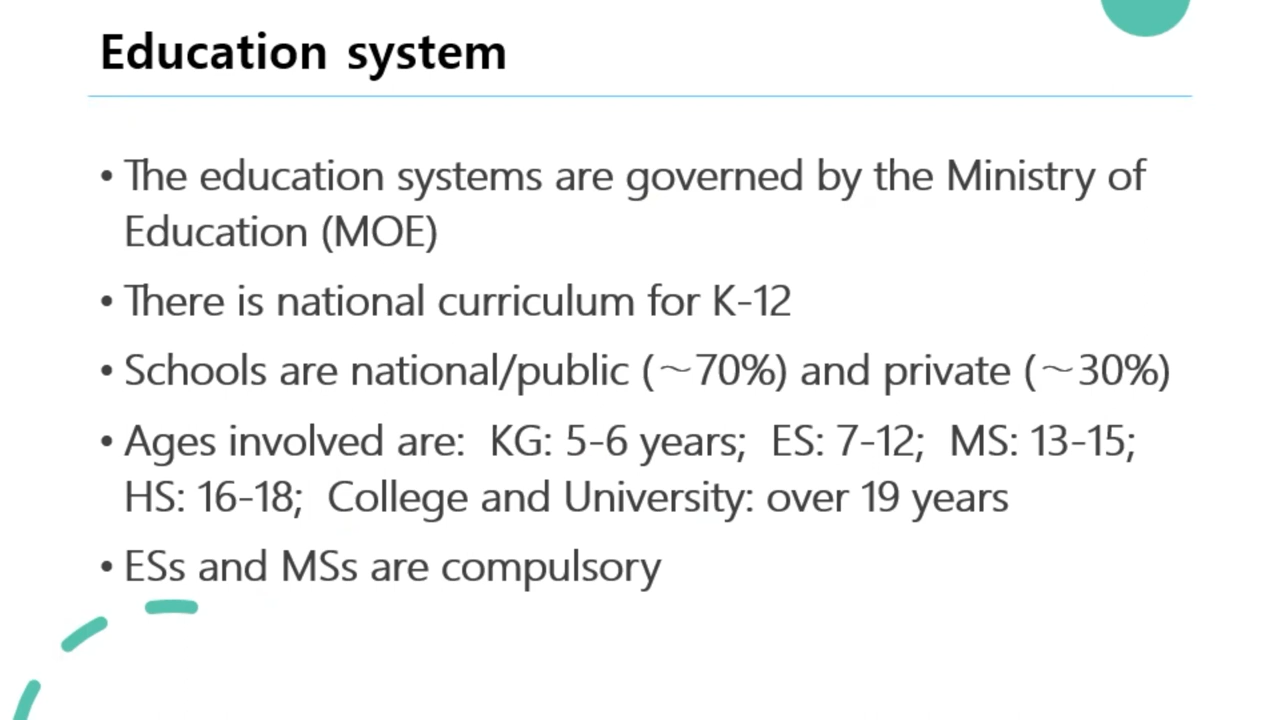 Education system
• The education systems are governed by the Ministry of
Education (MOE)
• There is national curriculum for K-12
• Schools are national/public (~70%) and private (~30%)
• Ages involved are:  KG: 5-6 years;  ES: 7-12;  MS: 13-15;
HS: 16-18;  College and University: over 19 years
• ESs and MSs are compulsory